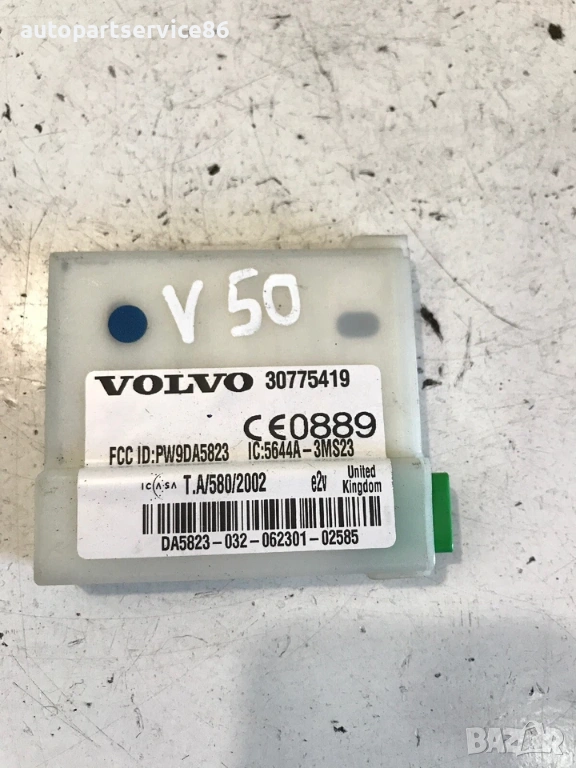 autopartservice86
V 50
VOLVO 30775419
CE0889
FCC ID:PW9DA5823 IC:5644A-3MS23
ICASA T.A/580/2002 e2v United Kingdom
DA5823-032-062301-02585
BAZAR